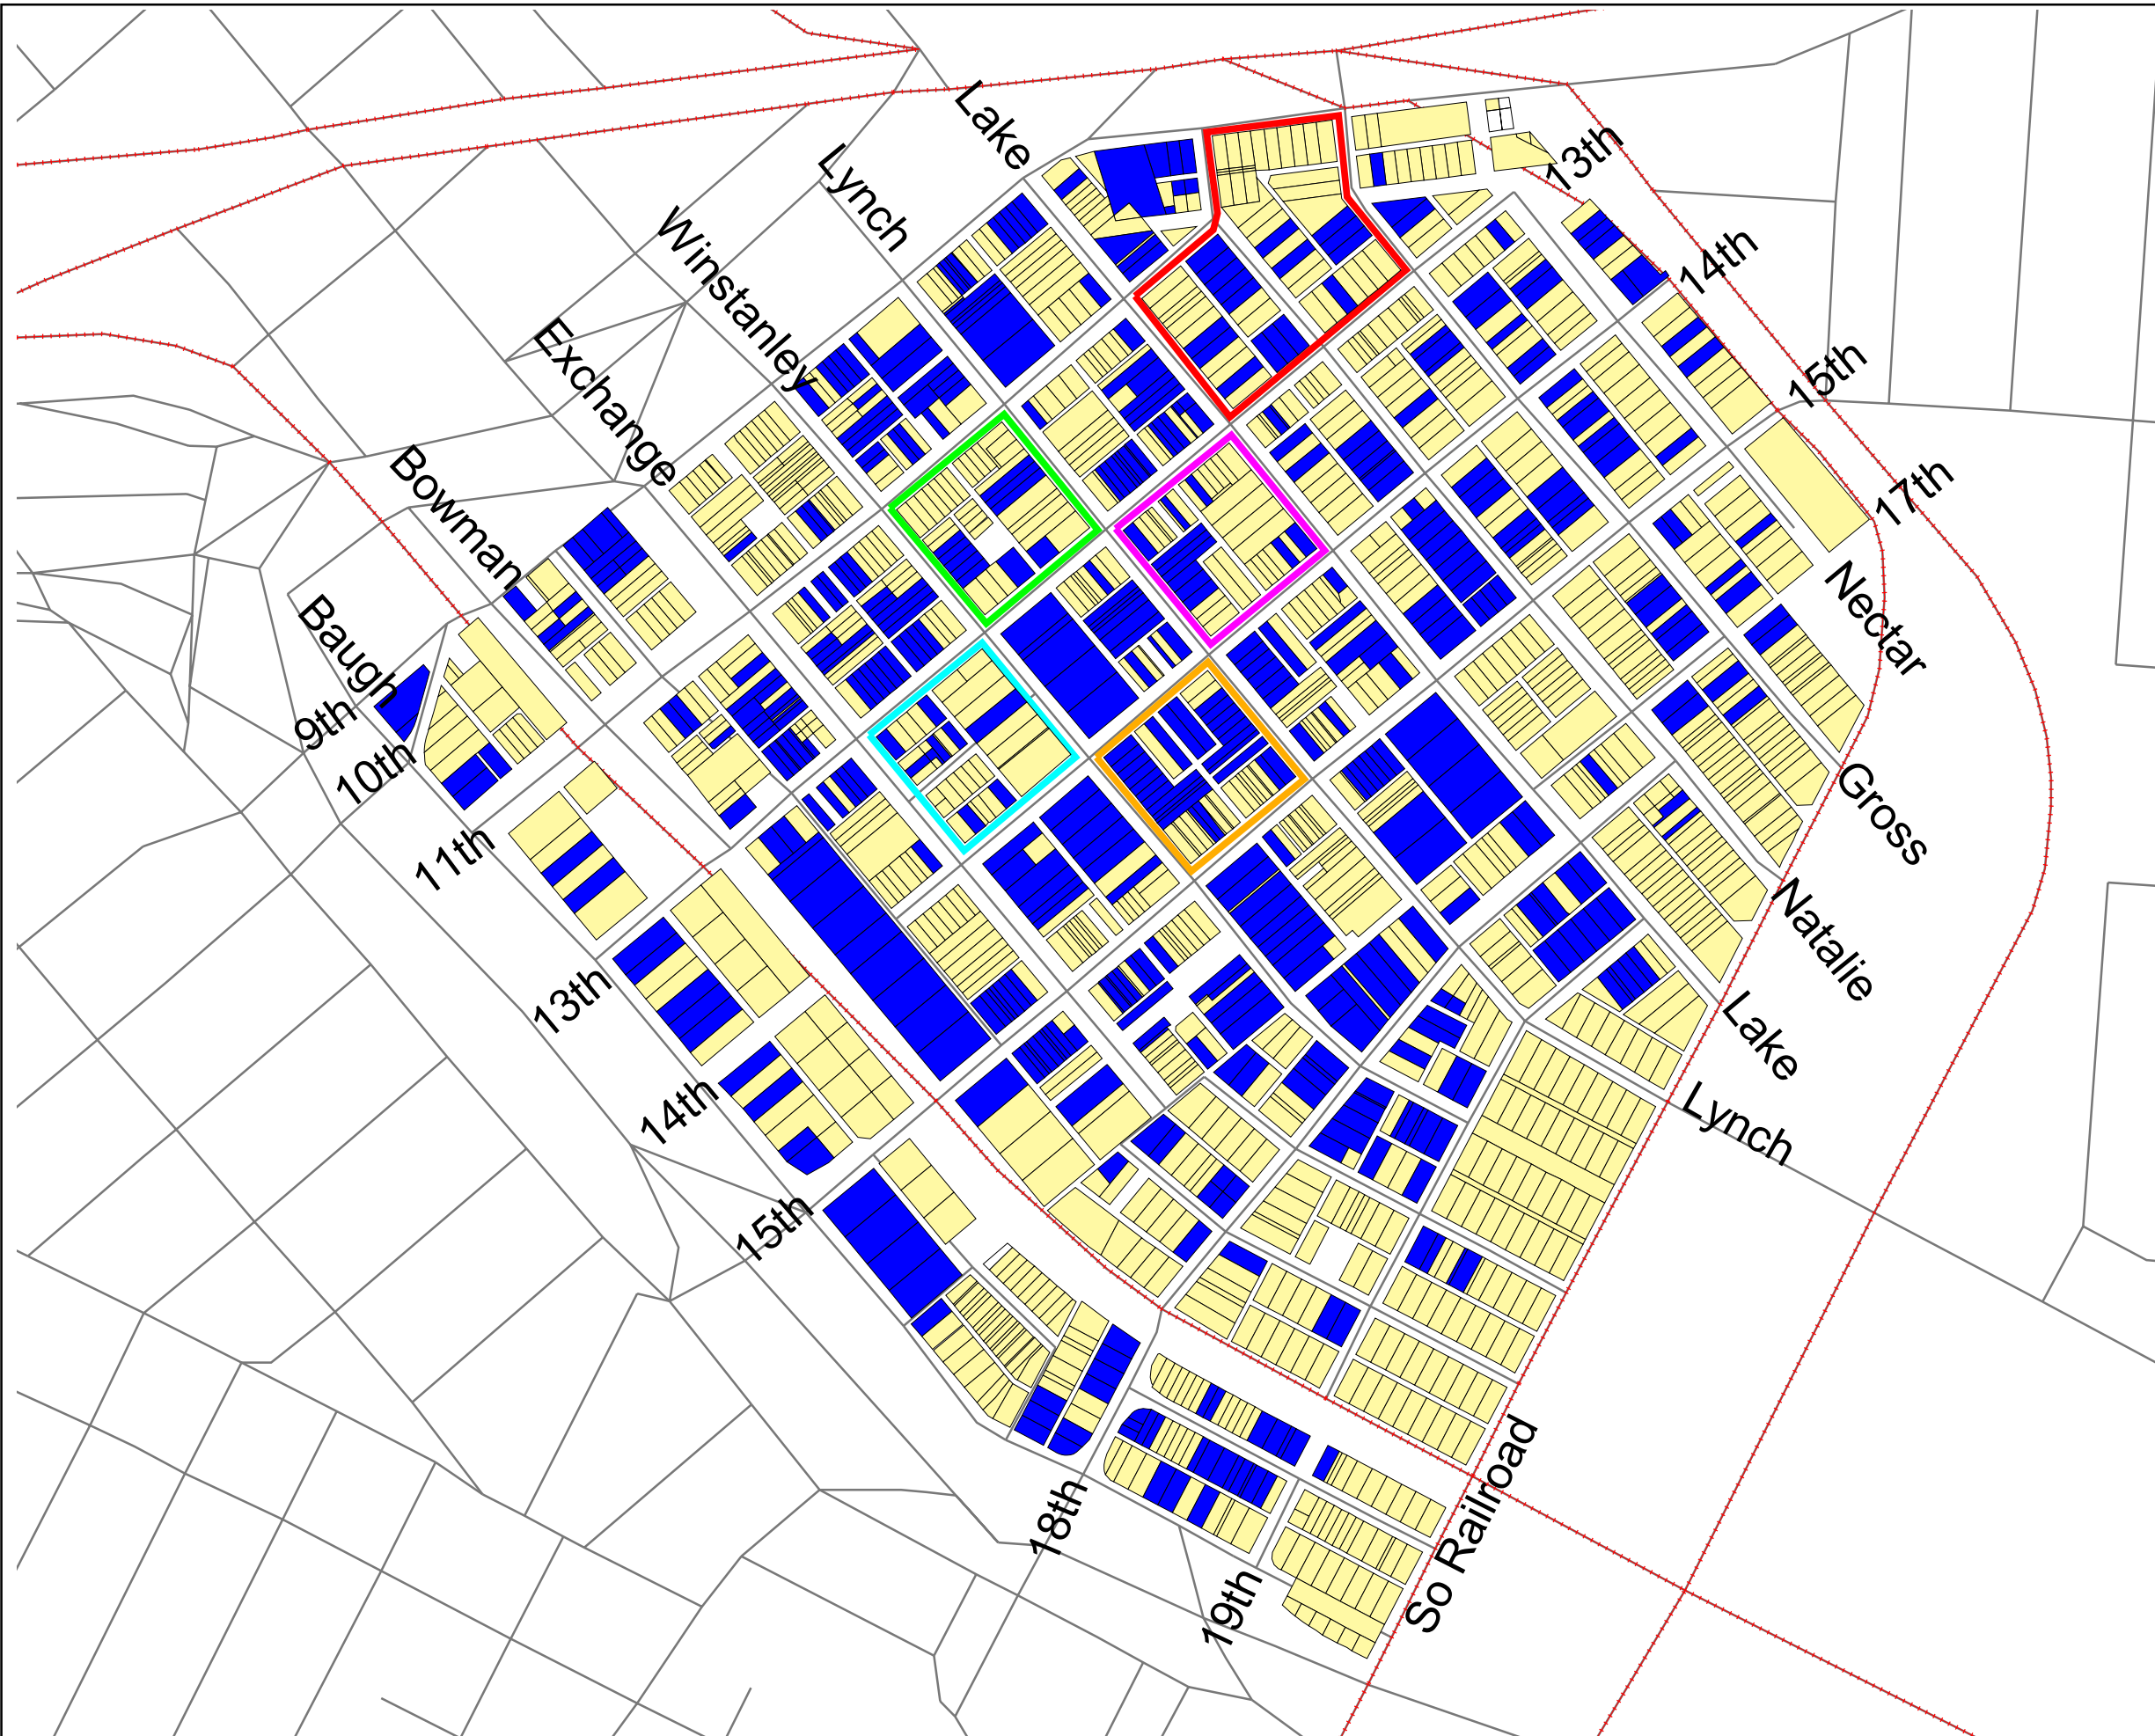 Lake
Lynch
Winstanley
Exchange
Bowman
Baugh
9th
10th
11th
13th
14th
15th
18th
19th
So Railroad
13th
14th
15th
17th
Nectar
Gross
Natalie
Lake
Lynch